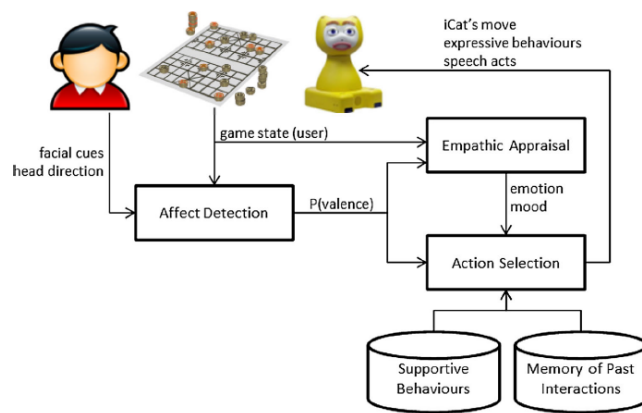 iCat's move
expressive behaviours
speech acts
facial cues
head direction
game state (user)
Empathic Appraisal
Affect Detection
P(valence)
emotion
mood
Action Selection
Supportive
Behaviours
Memory of Past
Interactions